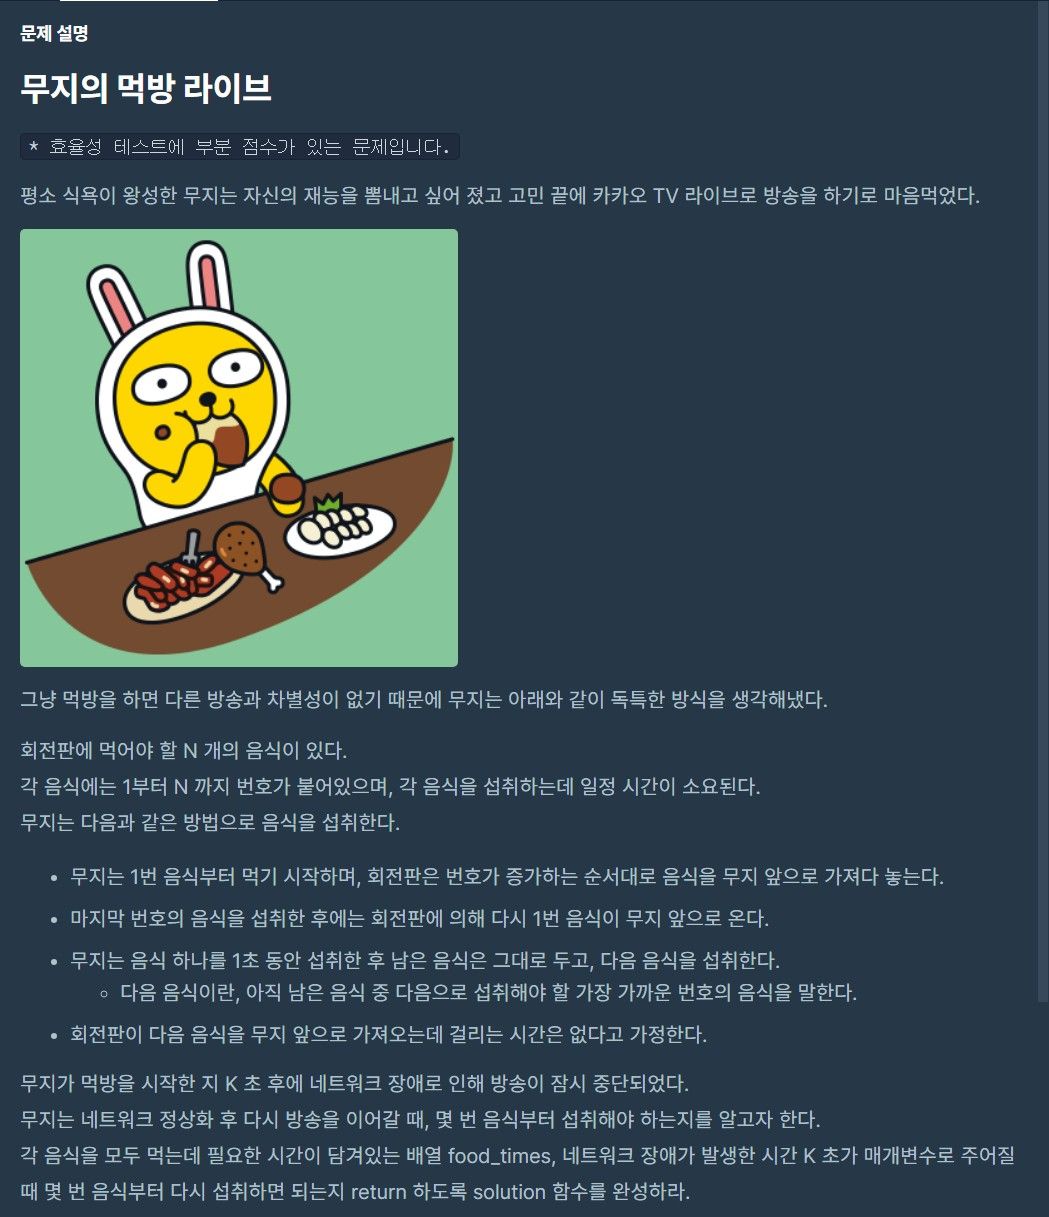 문제 설명
무지의 먹방 라이브
* 효율성 테스트에 부분 점수가 있는 문제입니다.
평소 식욕이 왕성한 무지는 자신의 재능을 뽐내고 싶어 졌고 고민 끝에 카카오 TV 라이브로 방송을 하기로 마음먹었다.
그냥 먹방을 하면 다른 방송과 차별성이 없기 때문에 무지는 아래와 같이 독특한 방식을 생각해냈다.
회전판에 먹어야 할 N 개의 음식이 있다.
각 음식에는 1부터 N 까지 번호가 붙어있으며, 각 음식을 섭취하는데 일정 시간이 소요된다.
무지는 다음과 같은 방법으로 음식을 섭취한다.
• 무지는 1번 음식부터 먹기 시작하며, 회전판은 번호가 증가하는 순서대로 음식을 무지 앞으로 가져다 놓는다.
• 마지막 번호의 음식을 섭취한 후에는 회전판에 의해 다시 1번 음식이 무지 앞으로 온다.
• 무지는 음식 하나를 1초 동안 섭취한 후 남은 음식은 그대로 두고, 다음 음식을 섭취한다.
◦ 다음 음식이란, 아직 남은 음식 중 다음으로 섭취해야 할 가장 가까운 번호의 음식을 말한다.
• 회전판이 다음 음식을 무지 앞으로 가져오는데 걸리는 시간은 없다고 가정한다.
무지가 먹방을 시작한 지 K 초 후에 네트워크 장애로 인해 방송이 잠시 중단되었다.
무지는 네트워크 정상화 후 다시 방송을 이어갈 때, 몇 번 음식부터 섭취해야 하는지를 알고자 한다.
각 음식을 모두 먹는데 필요한 시간이 담겨있는 배열 food_times, 네트워크 장애가 발생한 시간 K 초가 매개변수로 주어질
때 몇 번 음식부터 다시 섭취하면 되는지 return 하도록 solution 함수를 완성하라.